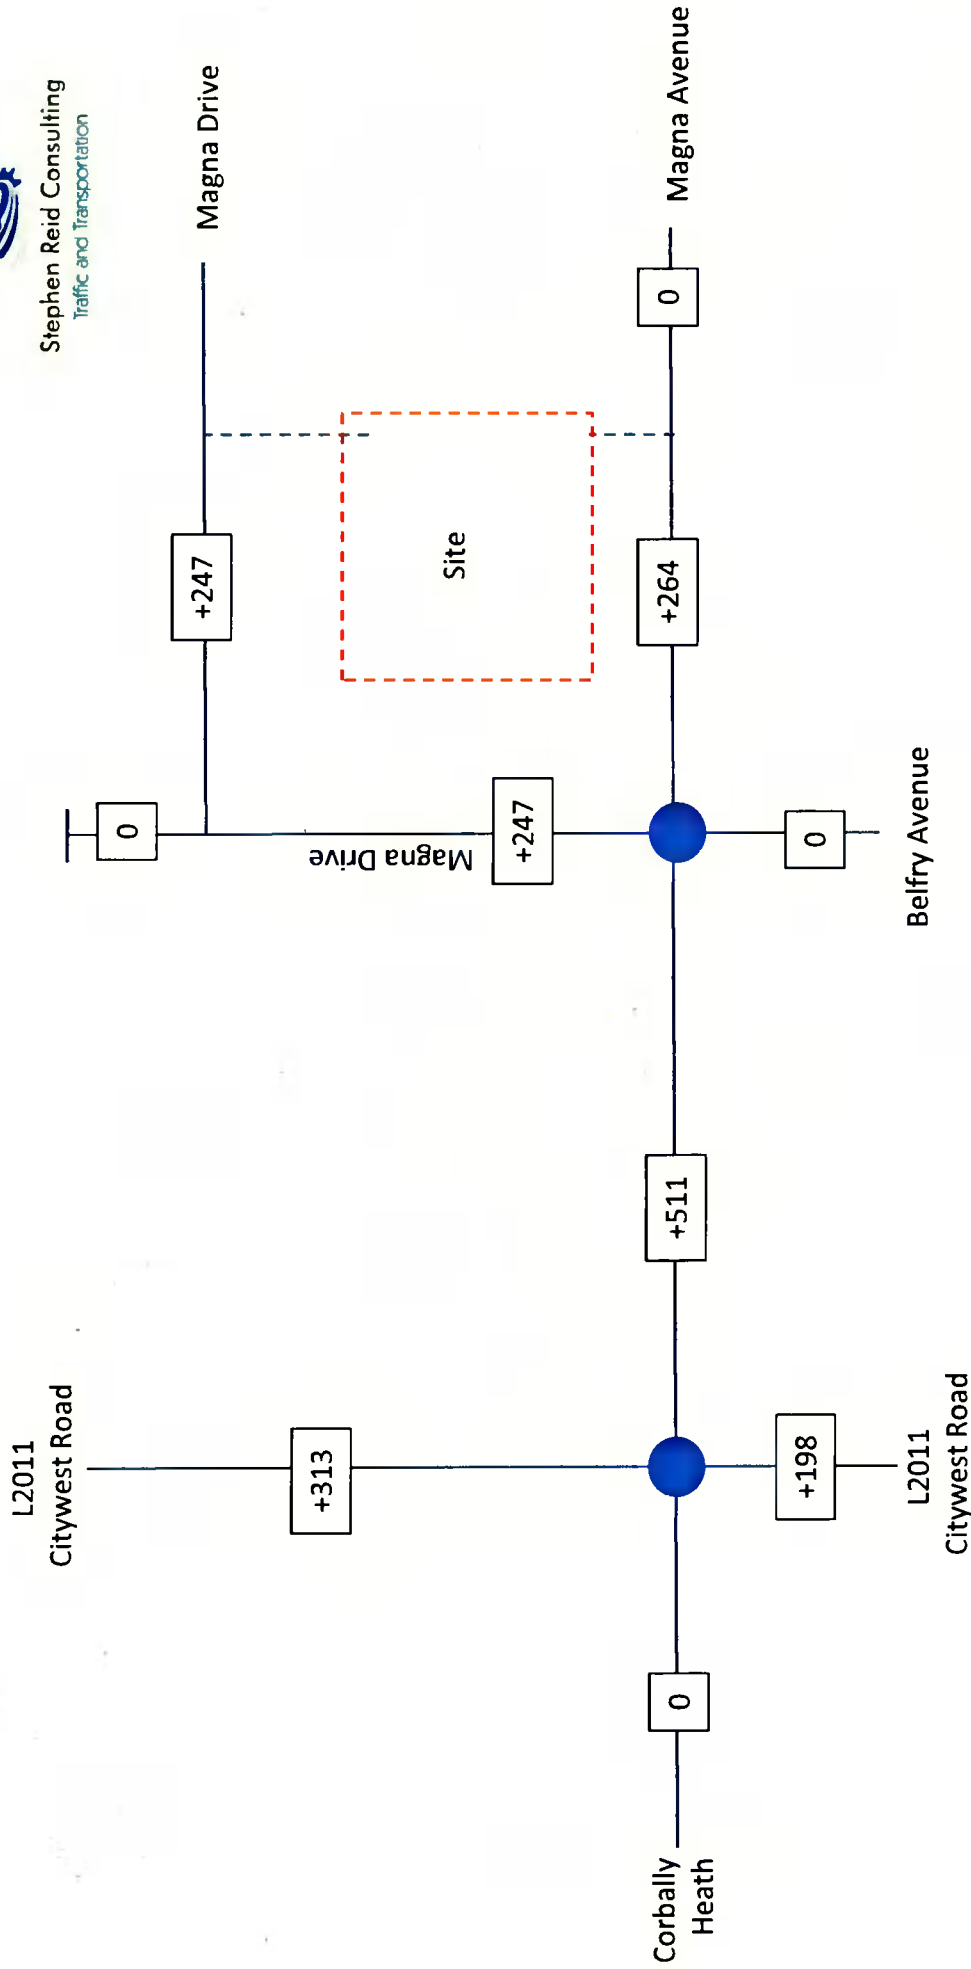 Stephen Reid Consulting
Traffic and Transportation
L2011
Citywest Road
0
+247
Magna Drive
+313
Magna Drive
Site
+247
Corbally
Heath
0
+511
+264
0
Magna Avenue
+198
0
L2011
Citywest Road
Belfry Avenue